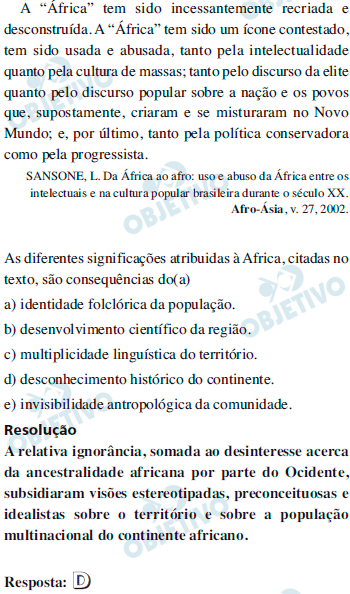 A “África” tem sido incessantemente recriada e
desconstruída. A “África” tem sido um ícone contestado,
tem sido usada e abusada, tanto pela intelectualidade
quanto pela cultura de massas; tanto pelo discurso da elite
quanto pelo discurso popular sobre a nação e os povos
que, supostamente, criaram e se misturaram no Novo
Mundo; e, por último, tanto pela política conservadora
como pela progressista.
SANSONE, L. Da África ao afro: uso e abuso da África entre os
intelectuais e na cultura popular brasileira durante o século XX.
Afro-Ásia, v. 27, 2002.
As diferentes significações atribuidas à Africa, citadas no
texto, são consequências do(a)
a) identidade folclórica da população.
b) desenvolvimento científico da região.
c) multiplicidade linguística do território.
d) desconhecimento histórico do continente.
e) invisibilidade antropológica da comunidade.
Resolução
A relativa ignorância, somada ao desinteresse acerca
da ancestralidade africana por parte do Ocidente,
subsidiaram visões estereotipadas, preconceituosas e
idealistas sobre o território e sobre a população
multinacional do continente africano.
Resposta: D
OBJETIVO
OBJETIVO
OBJETIVO
OBJETIVO
OBJETIVO
OBJETIVO